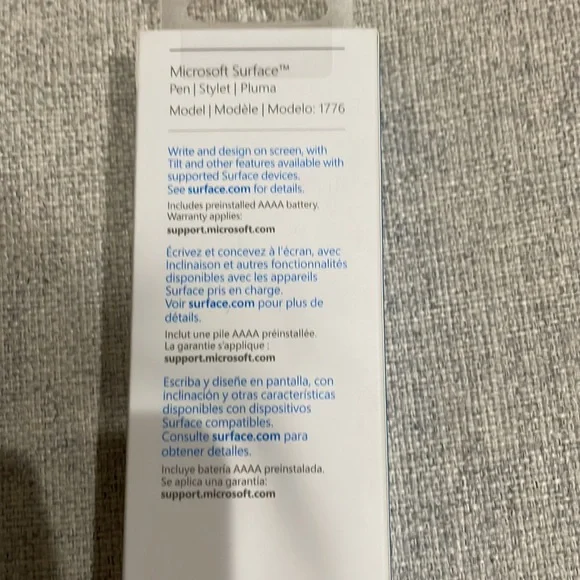 Microsoft Surface™
Pen | Stylet | Pluma
Model | Modèle | Modelo: 1776
Write and design on screen, with
Tilt and other features available with
supported Surface devices.
See surface.com for details.
Includes preinstalled AAAA battery.
Warranty applies:
support.microsoft.com
Écrivez et concevez à l'écran, avec
Inclinaison et autres fonctionnalités
disponibles avec les appareils
Surface pris en charge.
Voir surface.com pour plus de
détails.
Inclut une pile AAAA préinstallée.
La garantie s'applique :
support.microsoft.com
Escriba y diseñe en pantalla, con
inclinación y otras características
disponibles con dispositivos
Surface compatibles.
Consulte surface.com para
obtener detalles.
Incluye batería AAAA preinstalada.
Se aplica una garantía:
support.microsoft.com